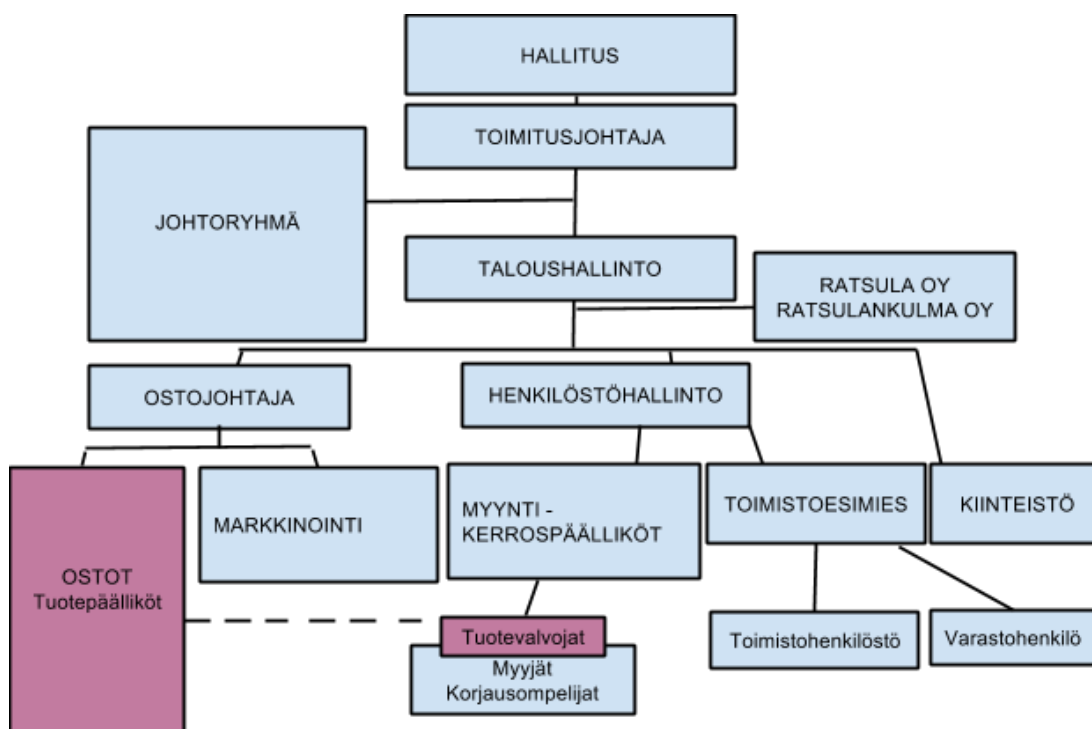 HALLITUS
TOIMITUSJOHTAJA
JOHTORYHMÄ
TALOUSHALLINTO
RATSULA OY
RATSULANKULMA OY
OSTOJOHTAJA
HENKILÖSTÖHALLINTO
OSTOT
Tuotepäälliköt
MARKKINOINTI
MYYNTI -
KERROSPÄÄLLIKÖT
TOIMISTOESIMIES
KIINTEISTÖ
Tuotevalvojat
Myyjät
Korjausompelijat
Toimistohenkilöstö
Varastohenkilö